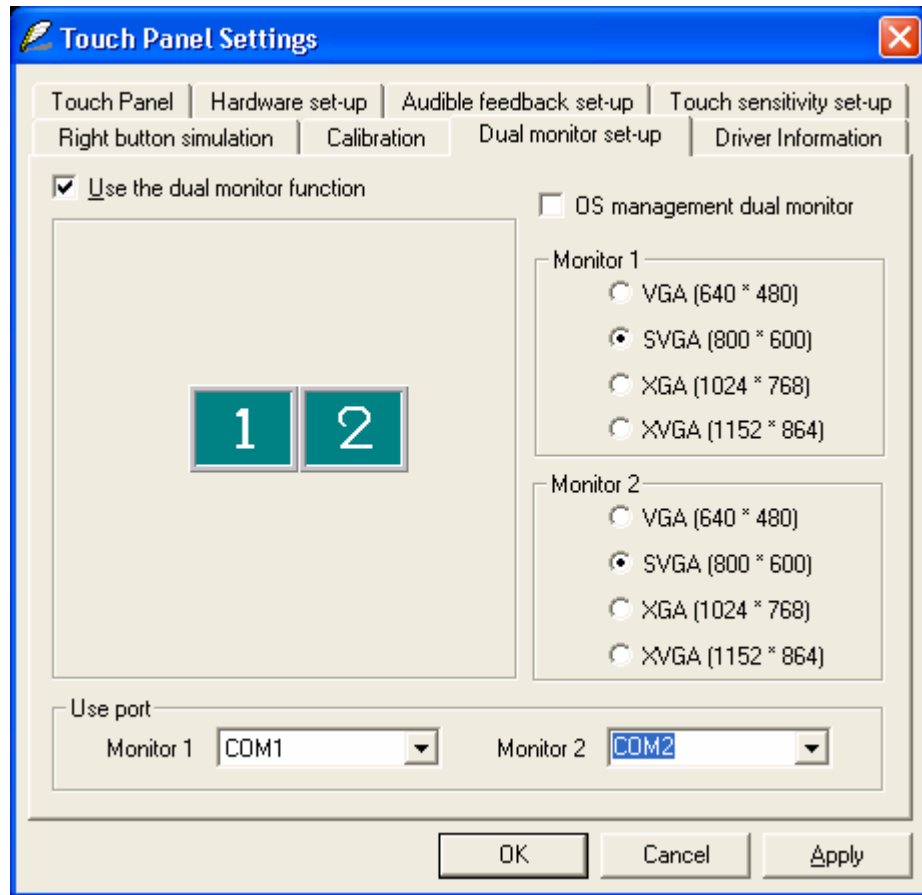 Touch Panel Settings
Touch Panel Hardware set-up Audible feedback set-up Touch sensitivity set-up
Right button simulation Calibration Dual monitor set-up Driver Information
Use the dual monitor function
OS management dual monitor
1 2
Monitor 1
VGA (640 * 480)
SVGA (800 * 600)
XGA (1024 * 768)
XVGA (1152 * 864)
Monitor 2
VGA (640 * 480)
SVGA (800 * 600)
XGA (1024 * 768)
XVGA (1152 * 864)
Use port
Monitor 1 COM1 Monitor 2 COM2
OK Cancel Apply